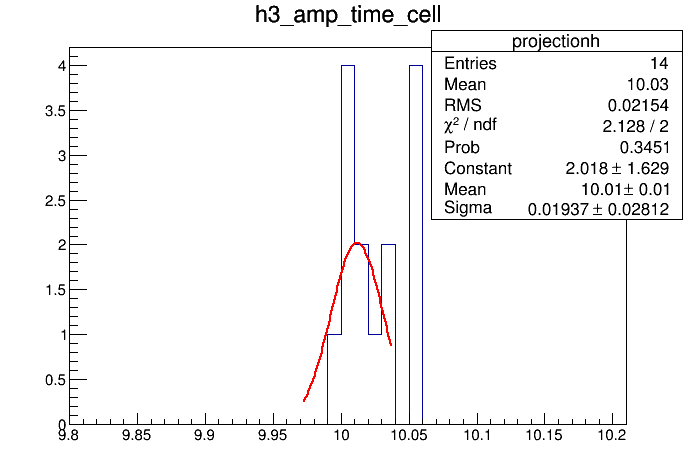 h3_amp_time_cell
projectionh
Entries 14
Mean 10.03
RMS 0.02154
χ² / ndf 2.128 / 2
Prob 0.3451
Constant 2.018 ± 1.629
Mean 10.01± 0.01
Sigma 0.01937 ± 0.02812
4
3.5
3
2.5
2
1.5
1
0.5
0
9.8 9.85 9.9 9.95 10 10.05 10.1 10.15 10.2